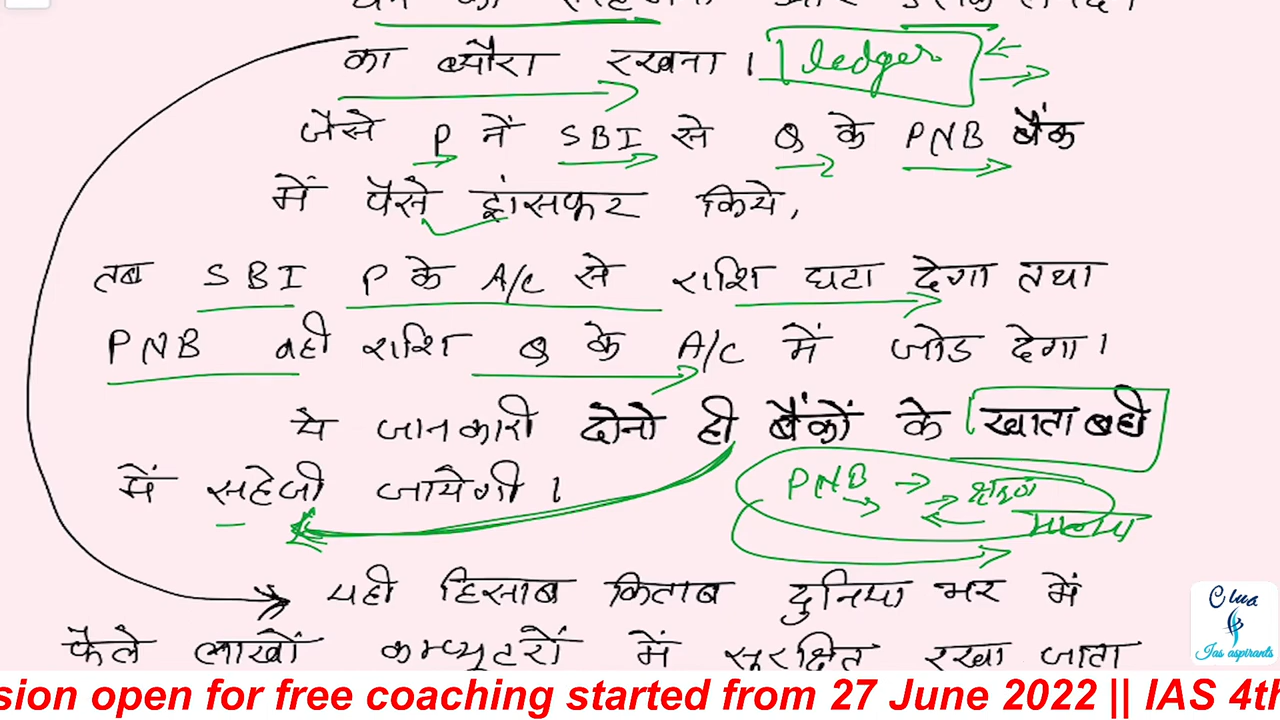 का ब्यौरा रखना। ledger
जैसे P ने SBI से Q के PNB बैंक
में पैसे ट्रांसफर किये,
तब SBI P के A/C से राशि घटा देगा तथा
PNB वही राशि Q के A/C में जोड देगा।
ये जानकारी दोनो ही बैंकों के खाता बही
में सहेजी जायेगी।
PNB
यही हिसाब किताब दुनिया भर में
फैले लाखों कम्प्यूटरों में सुरक्षित रखा जाता
Clue
Ias aspirants
sion open for free coaching started from 27 June 2022 || IAS 4th